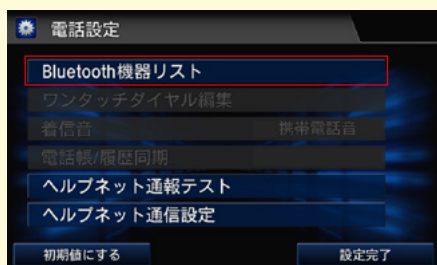 電話設定
Bluetooth機器リスト
ワンタッチダイヤル編集
着信音 携帯電話音
電話帳/履歴同期
ヘルプネット通報テスト
ヘルプネット通信設定
初期値にする 設定完了